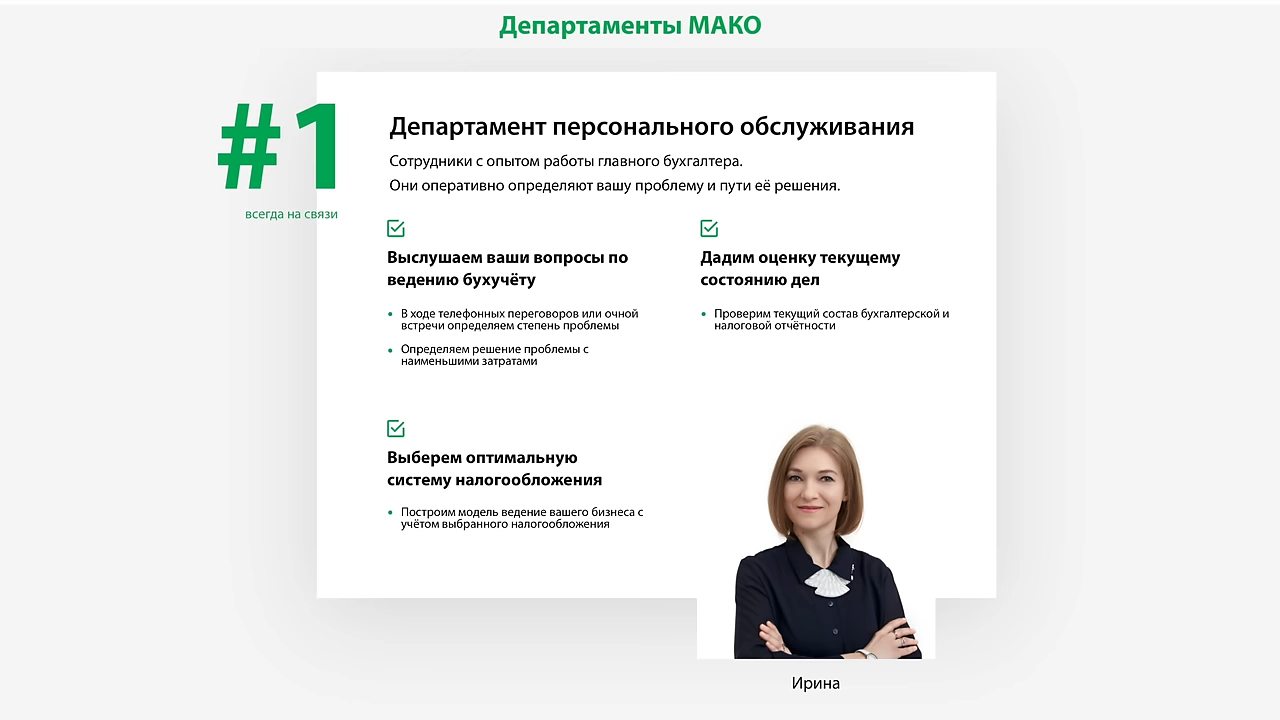 Департаменты МАКО
#1
всегда на связи
Департамент персонального обслуживания
Сотрудники с опытом работы главного бухгалтера.
Они оперативно определяют вашу проблему и пути её решения.
Выслушаем ваши вопросы по
ведению бухучёту
• В ходе телефонных переговоров или очной
встречи определяем степень проблемы
• Определяем решение проблемы с
наименьшими затратами
Дадим оценку текущему
состоянию дел
• Проверим текущий состав бухгалтерской и
налоговой отчётности
Выберем оптимальную
систему налогообложения
• Построим модель ведение вашего бизнеса с
учётом выбранного налогообложения
Ирина